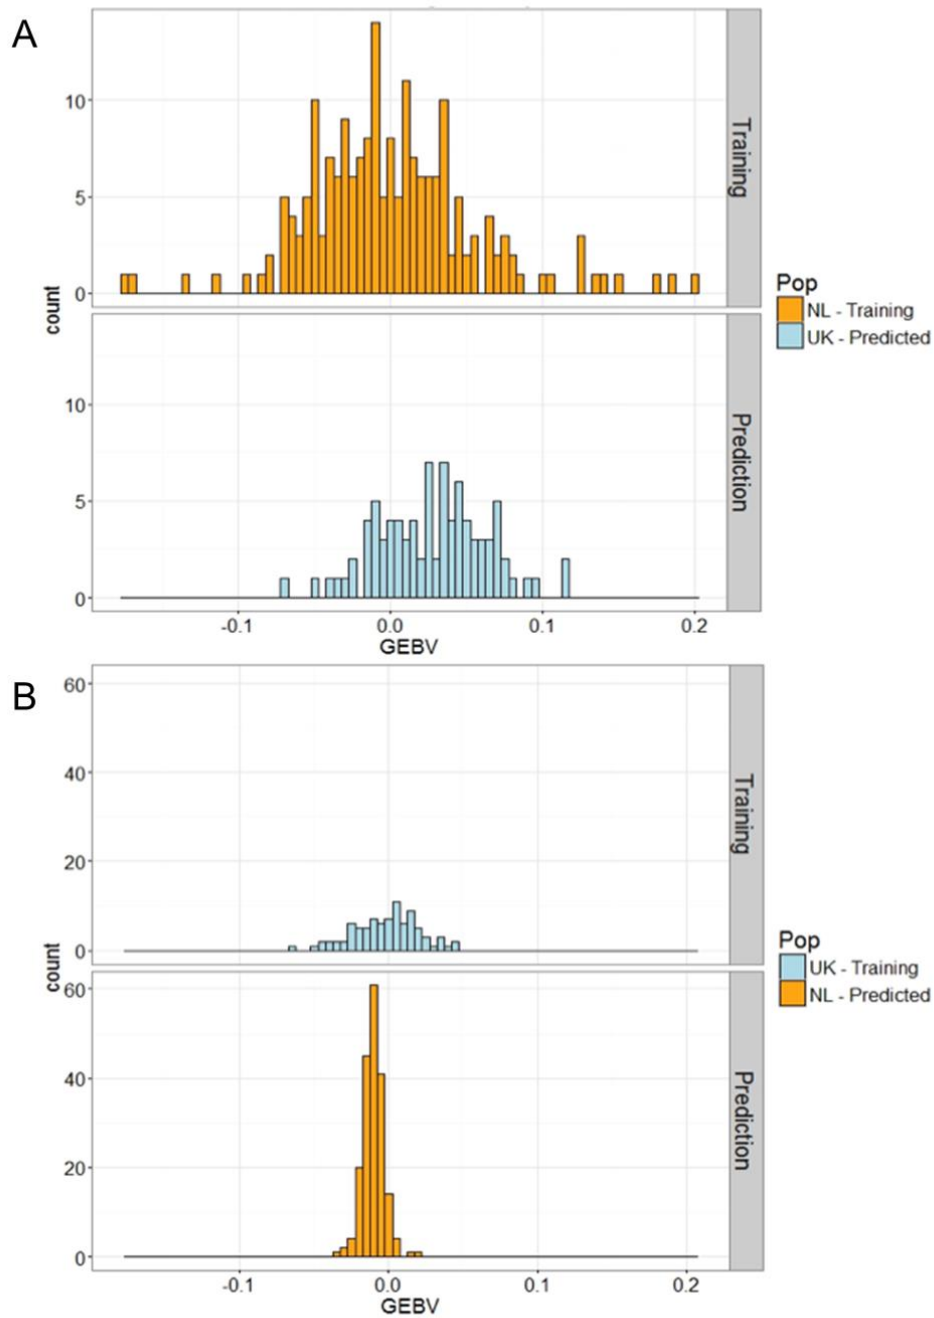 A
Training
10
5
0
count
Pop
NL - Training
UK - Predicted
Prediction
10
5
0
-0.1
0.0
0.1
0.2
GEBV
B
Training
60
40
20
0
count
Pop
UK - Training
NL - Predicted
Prediction
60
40
20
0
-0.1
0.0
0.1
0.2
GEBV